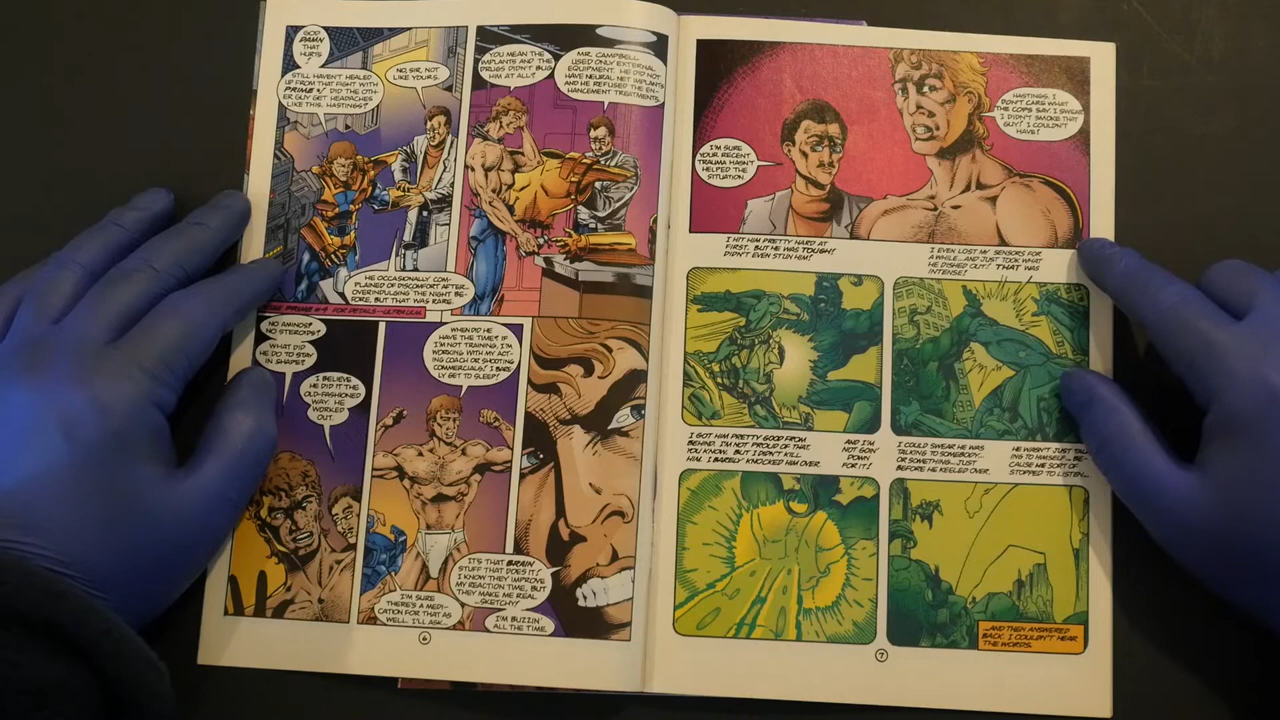 GOD
DAMN
THAT
HURTS
!
STILL HAVEN'T HEALED
UP FROM THAT FIGHT WITH
PRIME*! DID THE OTH-
ER GUY GET HEADACHES
LIKE THIS, HASTINGS?
NO, SIR, NOT
LIKE YOURS.
HE OCCASIONALLY COM-
PLAINED OF DISCOMFORT AFTER...
OVERINDULGING THE NIGHT BE-
FORE, BUT THAT WAS RARE.
PRIME #4 FOR DETAILS--ULTRA LUM.
YOU MEAN THE
IMPLANTS AND THE
DRUGS DIDN'T BUG
HIM AT ALL?
MR. CAMPBELL
USED ONLY EXTERNAL
EQUIPMENT. HE DID NOT
HAVE NEURAL NET IMPLANTS
AND HE REFUSED THE EN-
HANCEMENT TREATMENTS.
NO AMINOS?
NO STEROIDS?
WHAT DID
HE DO TO STAY
IN SHAPE?
I BELIEVE
HE DID IT THE
OLD-FASHIONED
WAY. HE
WORKED
OUT.
WHEN DID HE
HAVE THE TIME? IF
I'M NOT TRAINING, I'M
WORKING WITH MY ACT-
ING COACH OR SHOOTING
COMMERCIALS! I BARE-
LY GET TO SLEEP!
I'M SURE
THERE'S A MEDI-
CATION FOR THAT AS
WELL. I'LL ASK...
IT'S THAT BRAIN
STUFF THAT DOES IT!
I KNOW THEY IMPROVE
MY REACTION TIME, BUT
THEY MAKE ME REAL
...SKETCHY!
I'M BUZZIN'
ALL THE TIME.
6
I'M SURE
YOUR RECENT
TRAUMA HASN'T
HELPED THE
SITUATION.
HASTINGS, I
DON'T CARE WHAT
THE COPS SAY. I SWEAR
I DIDN'T SMOKE THAT
GUY! I COULDN'T
HAVE!
I HIT HIM PRETTY HARD AT
FIRST. BUT HE WAS TOUGH!
DIDN'T EVEN STUN HIM!
I EVEN LOST MY SENSORS FOR
A WHILE...AND JUST TOOK WHAT
HE DISHED OUT! THAT WAS
INTENSE!
I GOT HIM PRETTY GOOD FROM
BEHIND. I'M NOT PROUD OF THAT,
YOU KNOW. BUT I DIDN'T KILL
HIM. I BARELY KNOCKED HIM OVER.
AND I'M
NOT GOIN'
DOWN
FOR IT!
I COULD SWEAR HE WAS
TALKING TO SOMEBODY--
OR SOMETHING...JUST
BEFORE HE KEELED OVER.
HE WASN'T JUST TALK-
ING TO HIMSELF... BE-
CAUSE HE SORT OF
STOPPED TO LISTEN...
...AND THEN ANSWERED
BACK. I COULDN'T HEAR
THE WORDS.
7